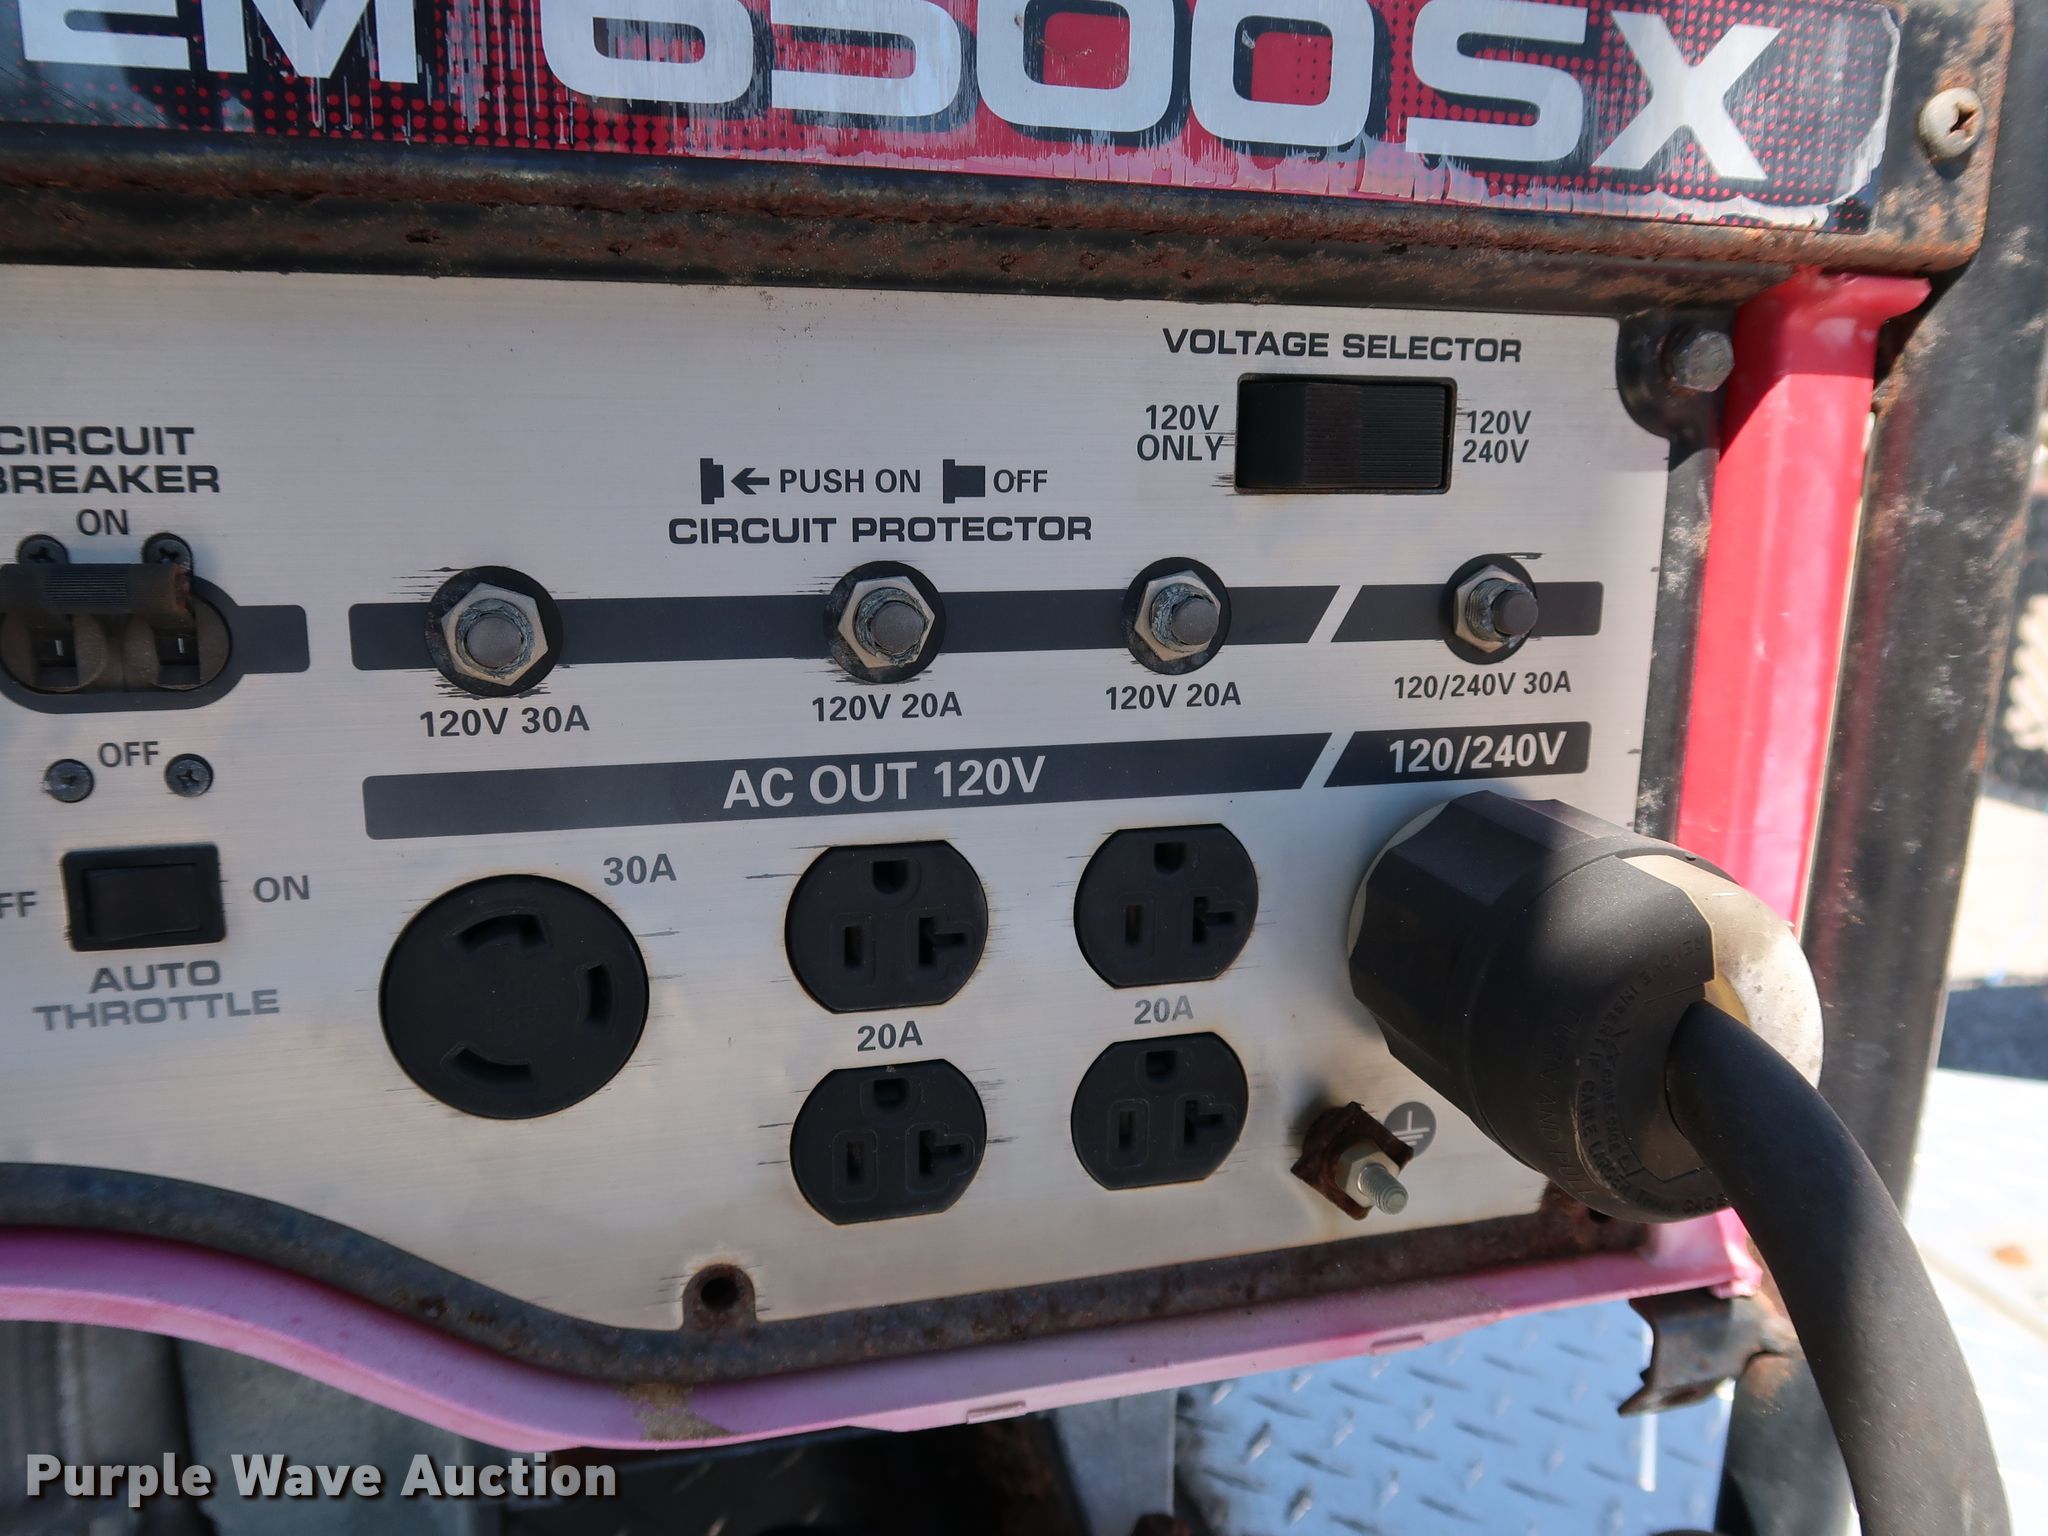 EM 6500SX
VOLTAGE SELECTOR
120V
ONLY
120V
240V
PUSH ON OFF
CIRCUIT PROTECTOR
CIRCUIT
BREAKER
ON
OFF
120V 30A
120V 20A
120V 20A
120/240V 30A
AC OUT 120V
120/240V
30A
20A
20A
ON
AUTO
THROTTLE
Purple Wave Auction